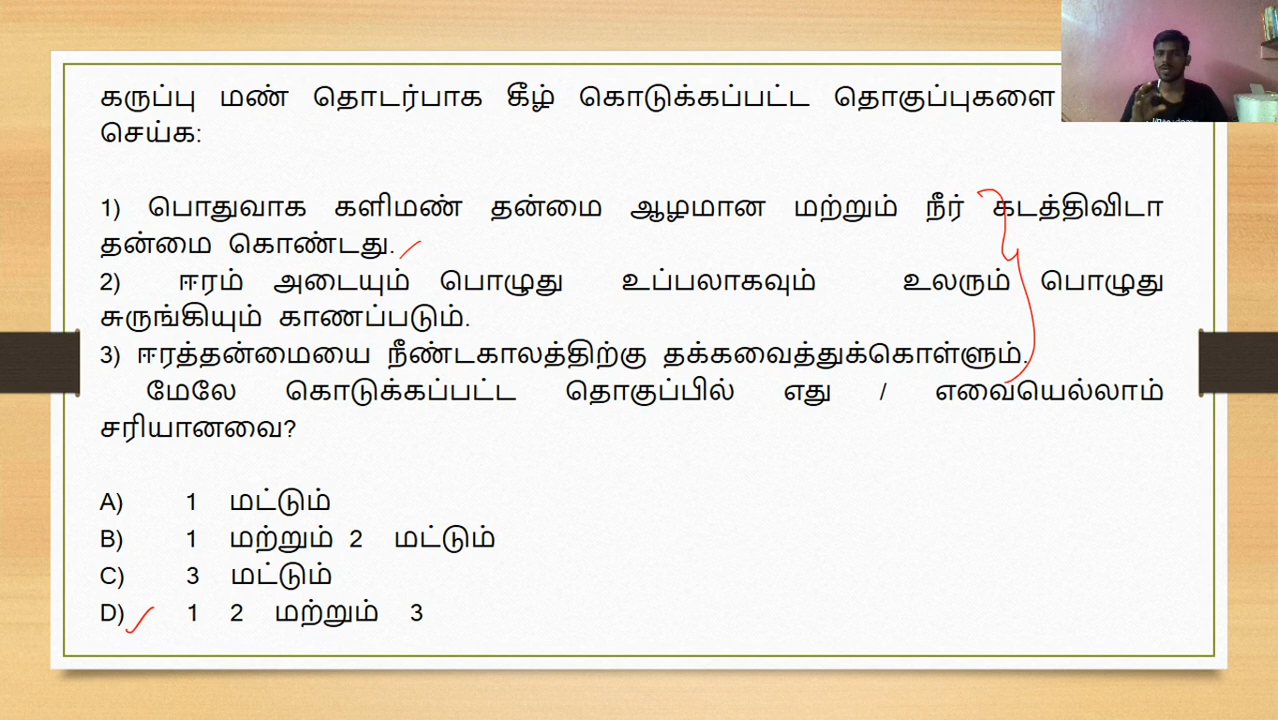 கருப்பு மண் தொடர்பாக கீழ் கொடுக்கப்பட்ட தொகுப்புகளை
செய்க:
1) பொதுவாக களிமண் தன்மை ஆழமான மற்றும் நீர் கடத்திவிடா
தன்மை கொண்டது.
2) ஈரம் அடையும் பொழுது உப்பலாகவும் உலரும் பொழுது
சுருங்கியும் காணப்படும்.
3) ஈரத்தன்மையை நீண்டகாலத்திற்கு தக்கவைத்துக்கொள்ளும்.
மேலே கொடுக்கப்பட்ட தொகுப்பில் எது / எவையெல்லாம்
சரியானவை?
A) 1 மட்டும்
B) 1 மற்றும் 2 மட்டும்
C) 3 மட்டும்
D) 1 2 மற்றும் 3